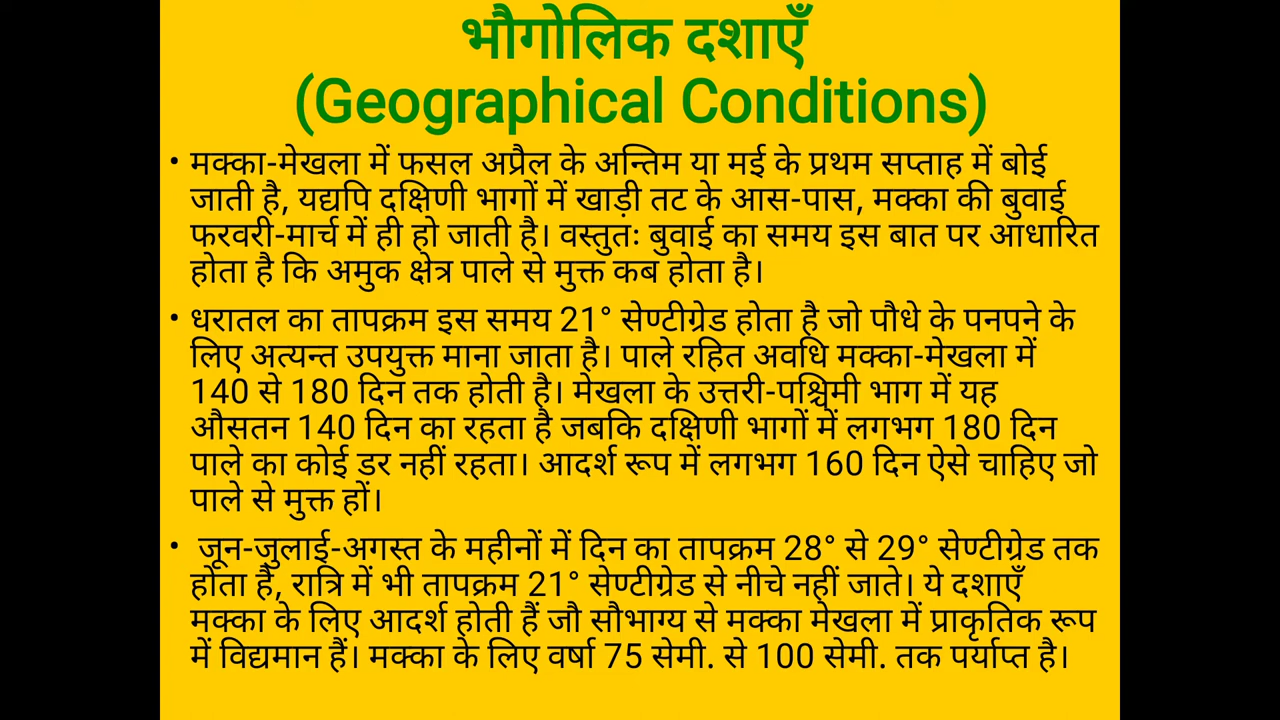 भौगोलिक दशाएँ
(Geographical Conditions)
• मक्का-मेखला में फसल अप्रैल के अन्तिम या मई के प्रथम सप्ताह में बोई
जाती है, यद्यपि दक्षिणी भागों में खाड़ी तट के आस-पास, मक्का की बुवाई
फरवरी-मार्च में ही हो जाती है। वस्तुतः बुवाई का समय इस बात पर आधारित
होता है कि अमुक क्षेत्र पाले से मुक्त कब होता है।
• धरातल का तापक्रम इस समय 21° सेण्टीग्रेड होता है जो पौधे के पनपने के
लिए अत्यन्त उपयुक्त माना जाता है। पाले रहित अवधि मक्का-मेखला में
140 से 180 दिन तक होती है। मेखला के उत्तरी-पश्चिमी भाग में यह
औसतन 140 दिन का रहता है जबकि दक्षिणी भागों में लगभग 180 दिन
पाले का कोई डर नहीं रहता। आदर्श रूप में लगभग 160 दिन ऐसे चाहिए जो
पाले से मुक्त हों।
• जून-जुलाई-अगस्त के महीनों में दिन का तापक्रम 28° से 29° सेण्टीग्रेड तक
होता है, रात्रि में भी तापक्रम 21° सेण्टीग्रेड से नीचे नहीं जाते। ये दशाएँ
मक्का के लिए आदर्श होती हैं जौ सौभाग्य से मक्का मेखला में प्राकृतिक रूप
में विद्यमान हैं। मक्का के लिए वर्षा 75 सेमी. से 100 सेमी. तक पर्याप्त है।